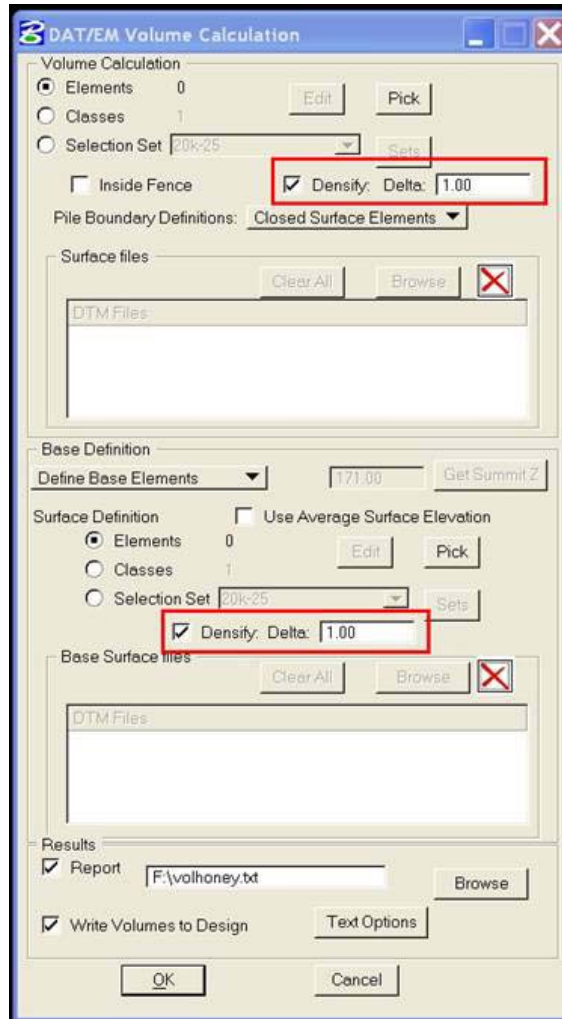 DAT/EM Volume Calculation
Volume Calculation
Elements 0 Edit Pick
Classes 1
Selection Set 20k-25 Sets
Inside Fence Densify: Delta: 1.00
Pile Boundary Definitions: Closed Surface Elements
Surface files
Clear All Browse
DTM Files
Base Definition
Define Base Elements 171.00 Get Summit Z
Surface Definition Use Average Surface Elevation
Elements 0 Edit Pick
Classes 1
Selection Set 20k-25 Sets
Densify: Delta: 1.00
Base Surface files
Clear All Browse
DTM Files
Results
Report F:\volhoney.txt Browse
Write Volumes to Design Text Options
OK Cancel